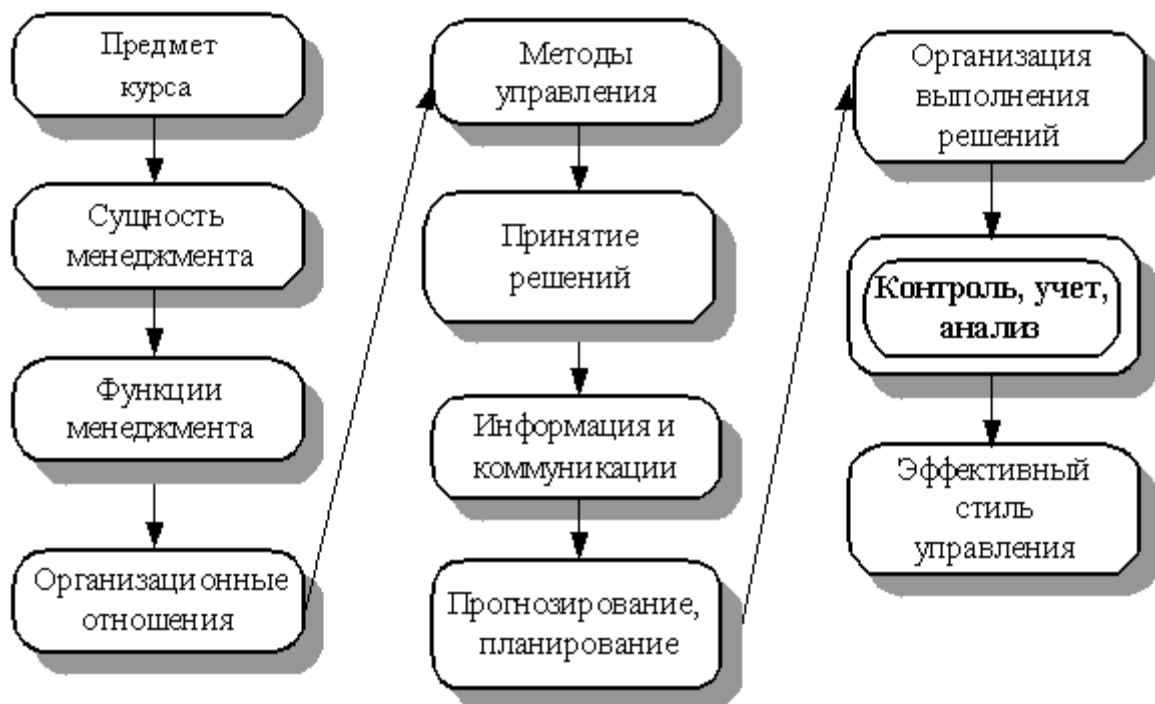 Предмет
курса
Сущность
менеджмента
Функции
менеджмента
Организационные
отношения
Методы
управления
Принятие
решений
Информация и
коммуникации
Прогнозирование,
планирование
Организация
выполнения
решений
Контроль, учет,
анализ
Эффективный
стиль
управления